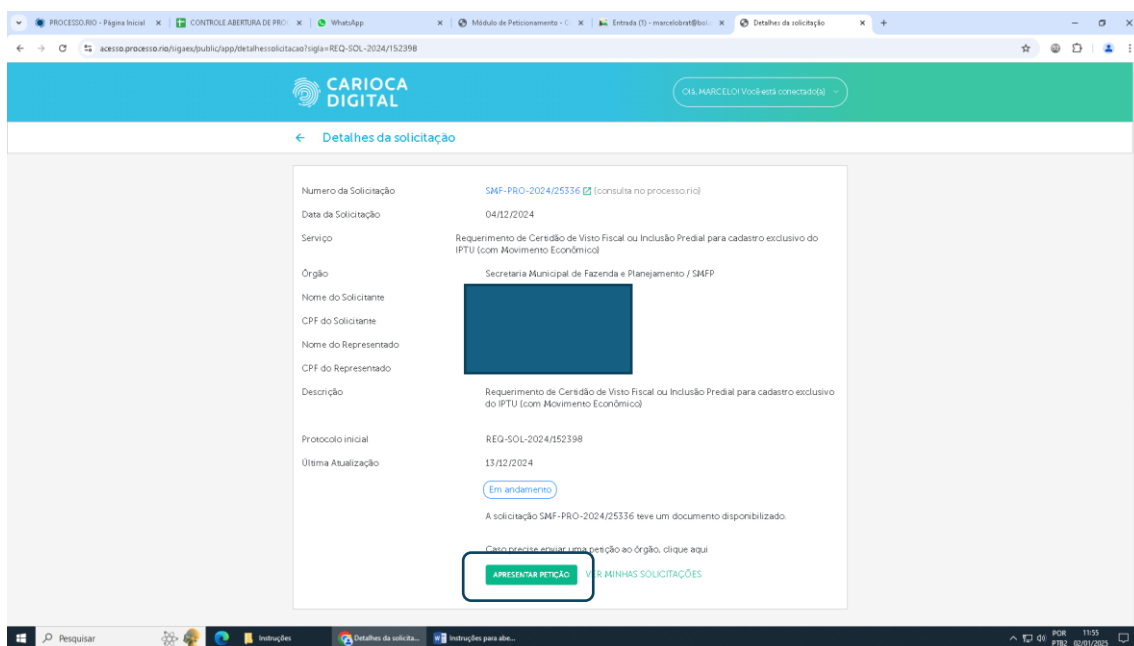 PROCESSO.RIO - Página Inicial
CONTROLE ABERTURA DE PRO
WhatsApp
Módulo de Peticionamento - C
Entrada (1) - marcelobrat@bol.
Detalhes da solicitação
acesso.processo.rio/sigaex/public/app/detalhessolicitacao?sigla=REQ-SOL-2024/152398
CARIOCA
DIGITAL
Olá, MARCELO! Você está conectado(a)
Detalhes da solicitação
Numero da Solicitação SMF-PRO-2024/25336 (consulta no processo.rio)
Data da Solicitação 04/12/2024
Serviço Requerimento de Certidão de Visto Fiscal ou Inclusão Predial para cadastro exclusivo do
IPTU (com Movimento Econômico)
Órgão Secretaria Municipal de Fazenda e Planejamento / SMFP
Nome do Solicitante
CPF do Solicitante
Nome do Representado
CPF do Representado
Descrição Requerimento de Certidão de Visto Fiscal ou Inclusão Predial para cadastro exclusivo
do IPTU (com Movimento Econômico)
Protocolo inicial REQ-SOL-2024/152398
Última Atualização 13/12/2024
Em andamento
A solicitação SMF-PRO-2024/25336 teve um documento disponibilizado.
Caso precise enviar uma petição ao órgão, clique aqui
APRESENTAR PETIÇÃO VER MINHAS SOLICITAÇÕES
Pesquisar Instruções Detalhes da solicita... Instruções para abe... POR 11:55
PTB2 02/01/2025